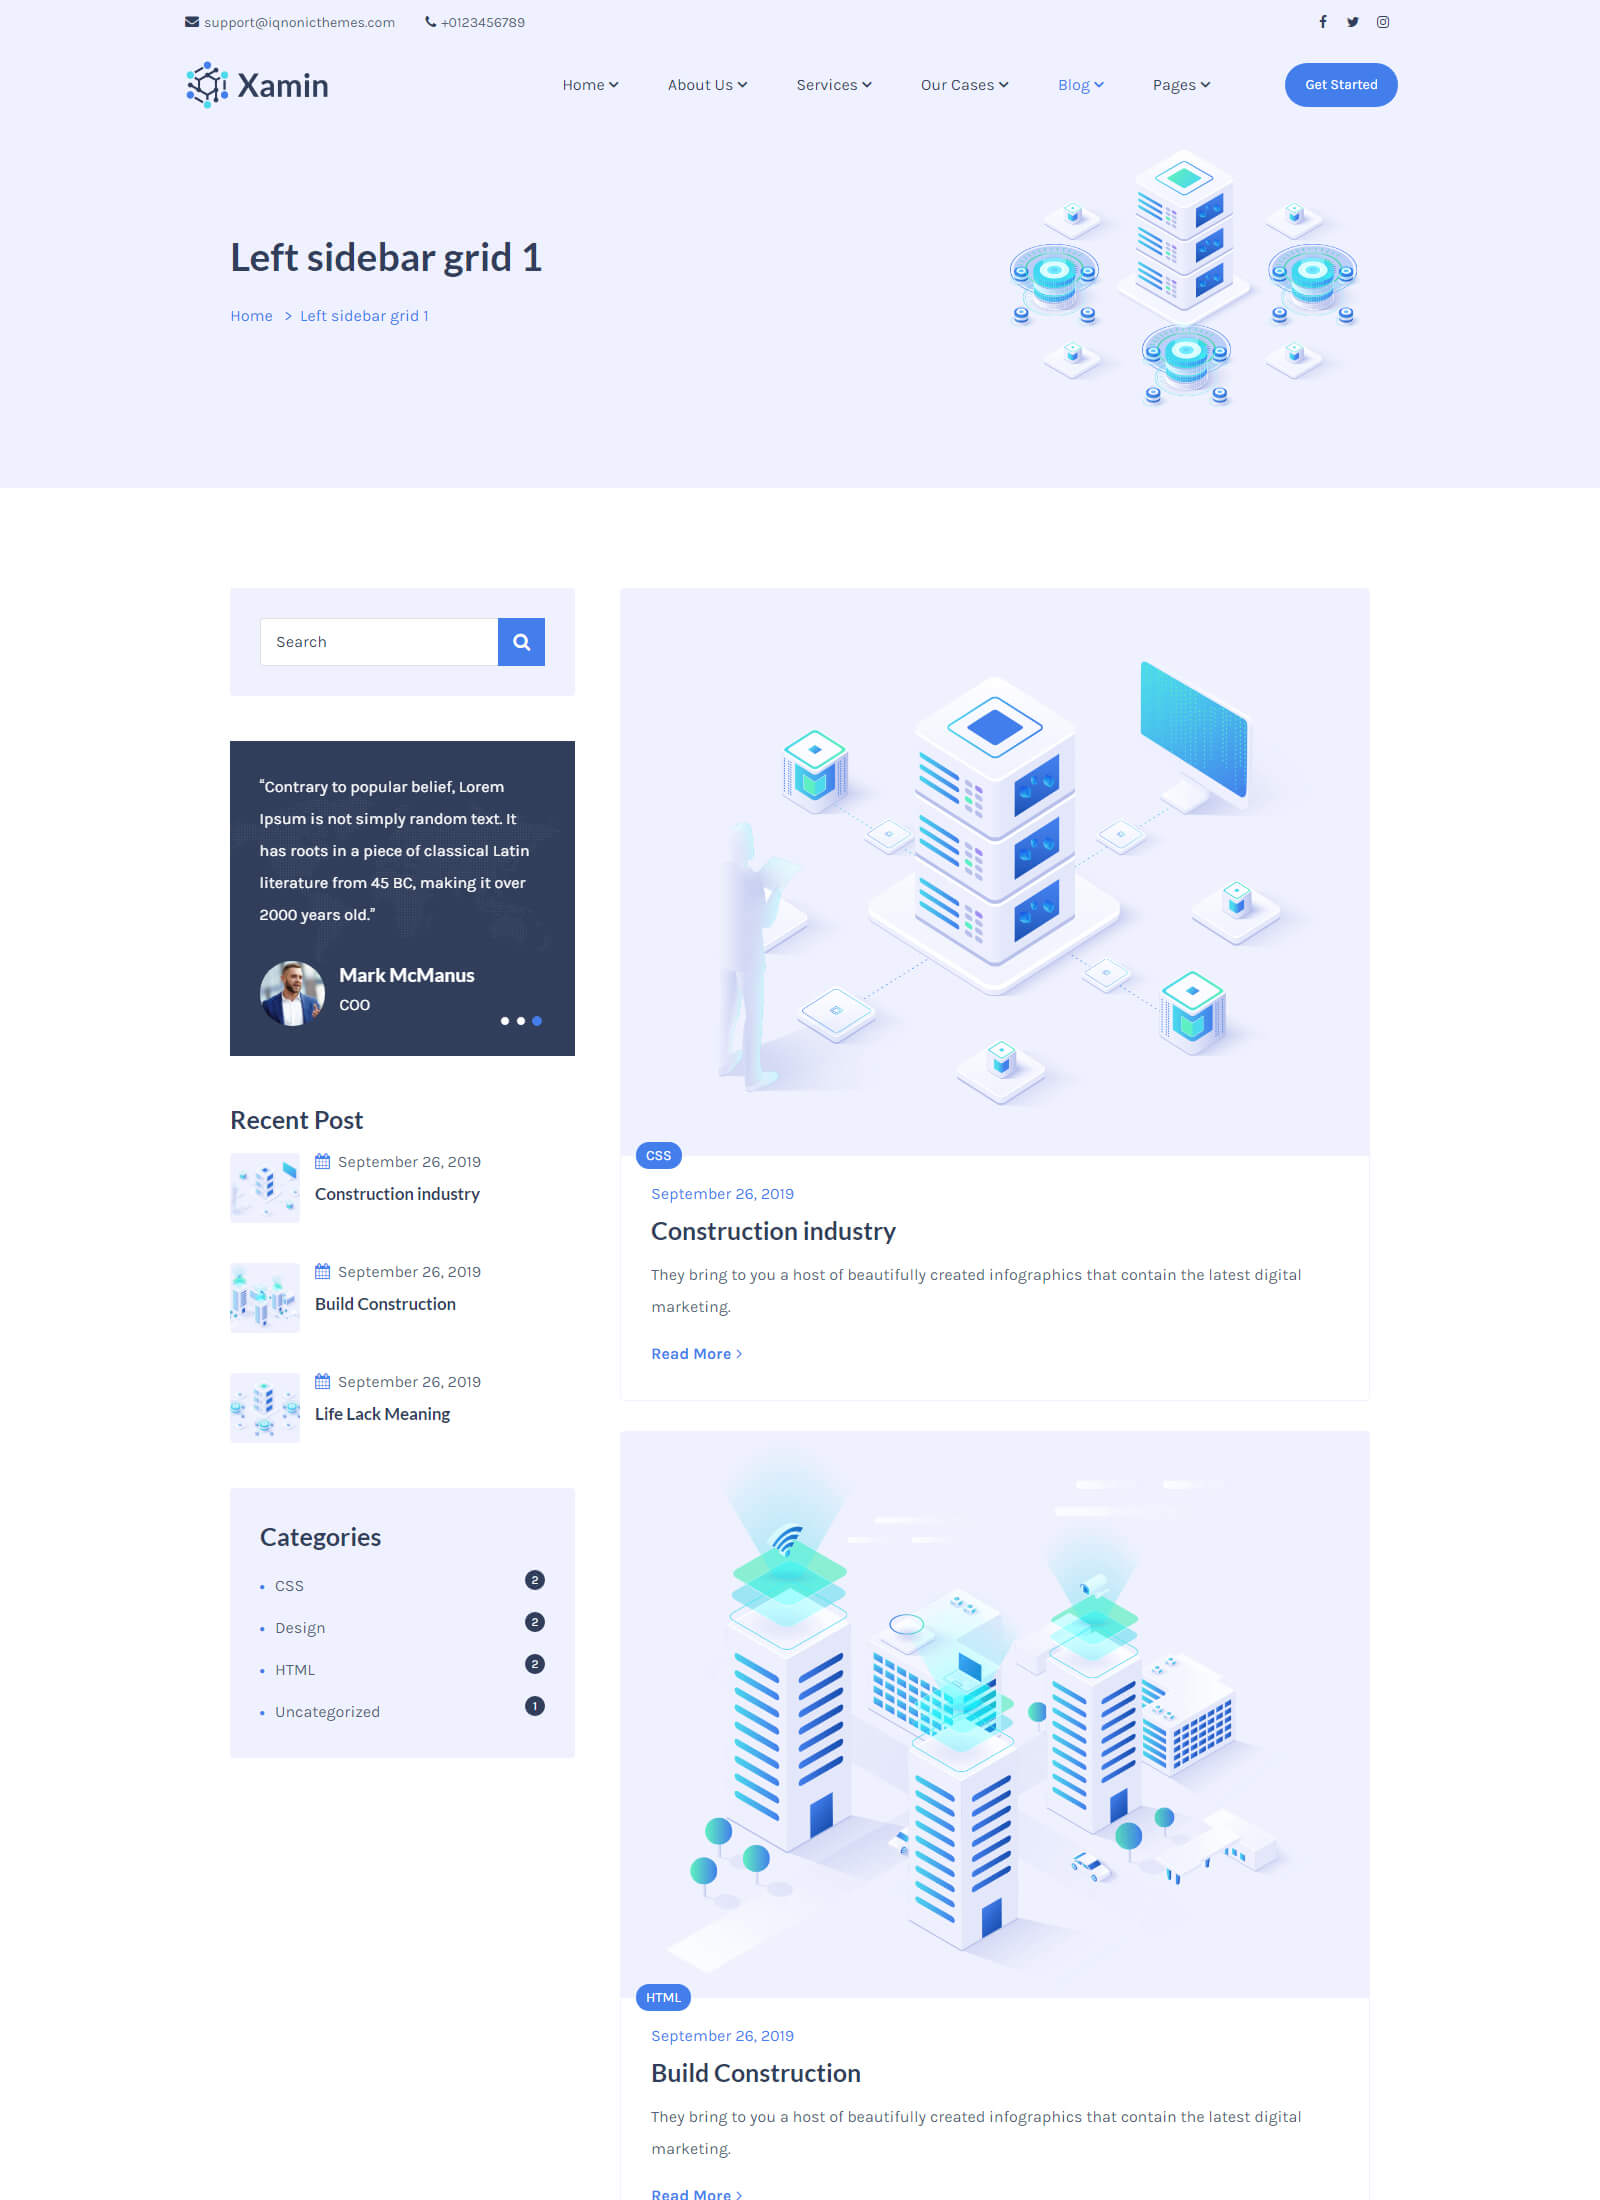 support@iqnonicthemes.com +0123456789
Xamin
Home About Us Services Our Cases Blog Pages Get Started
Left sidebar grid 1
Home > Left sidebar grid 1
Search
“Contrary to popular belief, Lorem
Ipsum is not simply random text. It
has roots in a piece of classical Latin
literature from 45 BC, making it over
2000 years old.”
Mark McManus
COO
Recent Post
September 26, 2019
Construction industry
September 26, 2019
Build Construction
September 26, 2019
Life Lack Meaning
Categories
CSS 2
Design 2
HTML 2
Uncategorized 1
CSS
September 26, 2019
Construction industry
They bring to you a host of beautifully created infographics that contain the latest digital
marketing.
Read More
HTML
September 26, 2019
Build Construction
They bring to you a host of beautifully created infographics that contain the latest digital
marketing.
Read More